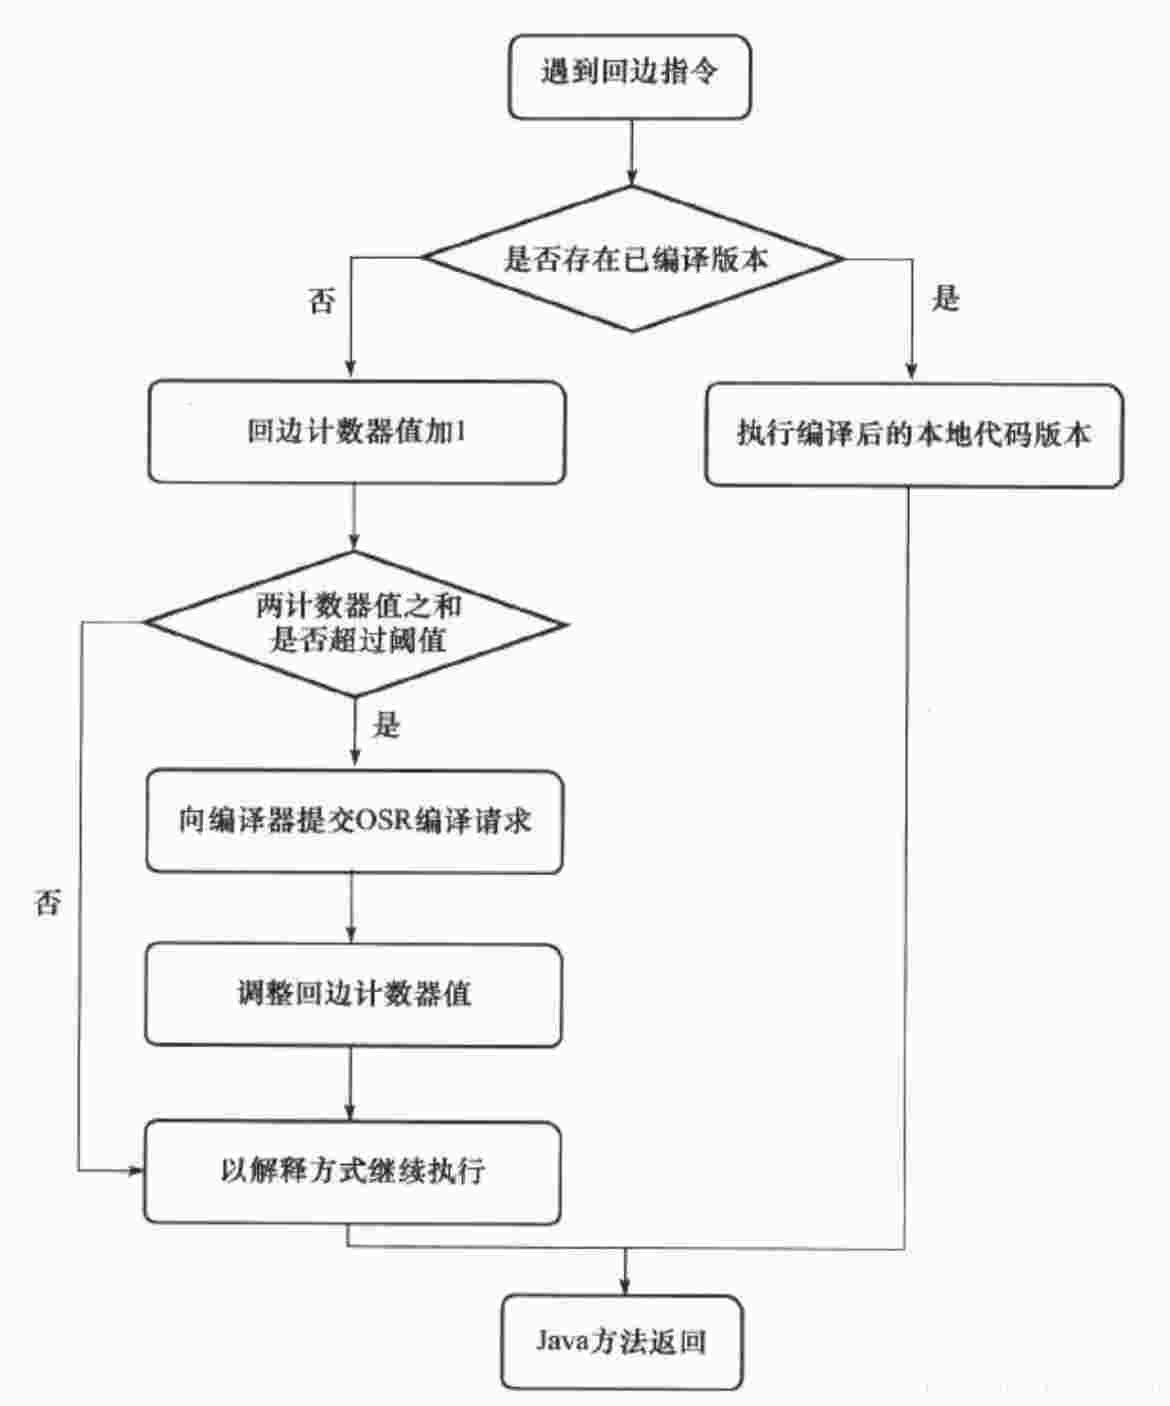 遇到回边指令
是否存在已编译版本
否
是
回边计数器值加1
执行编译后的本地代码版本
两计数器值之和
是否超过阈值
是
向编译器提交OSR编译请求
否
调整回边计数器值
以解释方式继续执行
Java方法返回